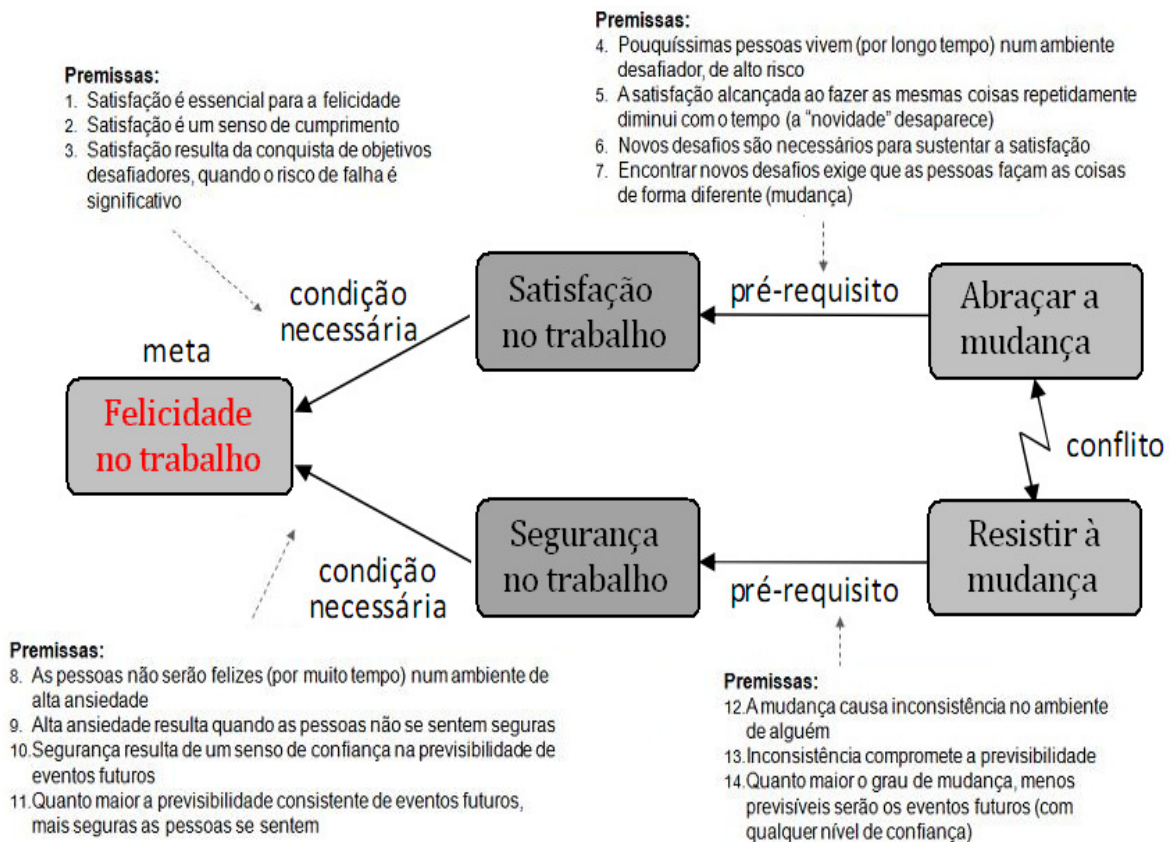 Premissas:
1. Satisfação é essencial para a felicidade
2. Satisfação é um senso de cumprimento
3. Satisfação resulta da conquista de objetivos
desafiadores, quando o risco de falha é
significativo
Premissas:
4. Pouquíssimas pessoas vivem (por longo tempo) num ambiente
desafiador, de alto risco
5. A satisfação alcançada ao fazer as mesmas coisas repetidamente
diminui com o tempo (a “novidade” desaparece)
6. Novos desafios são necessários para sustentar a satisfação
7. Encontrar novos desafios exige que as pessoas façam as coisas
de forma diferente (mudança)
condição
necessária
Satisfação
no trabalho
pré-requisito
Abraçar a
mudança
meta
Felicidade
no trabalho
conflito
condição
necessária
Segurança
no trabalho
pré-requisito
Resistir à
mudança
Premissas:
8. As pessoas não serão felizes (por muito tempo) num ambiente de
alta ansiedade
9. Alta ansiedade resulta quando as pessoas não se sentem seguras
10. Segurança resulta de um senso de confiança na previsibilidade de
eventos futuros
11. Quanto maior a previsibilidade consistente de eventos futuros,
mais seguras as pessoas se sentem
Premissas:
12. A mudança causa inconsistência no ambiente
de alguém
13. Inconsistência compromete a previsibilidade
14. Quanto maior o grau de mudança, menos
previsíveis serão os eventos futuros (com
qualquer nível de confiança)